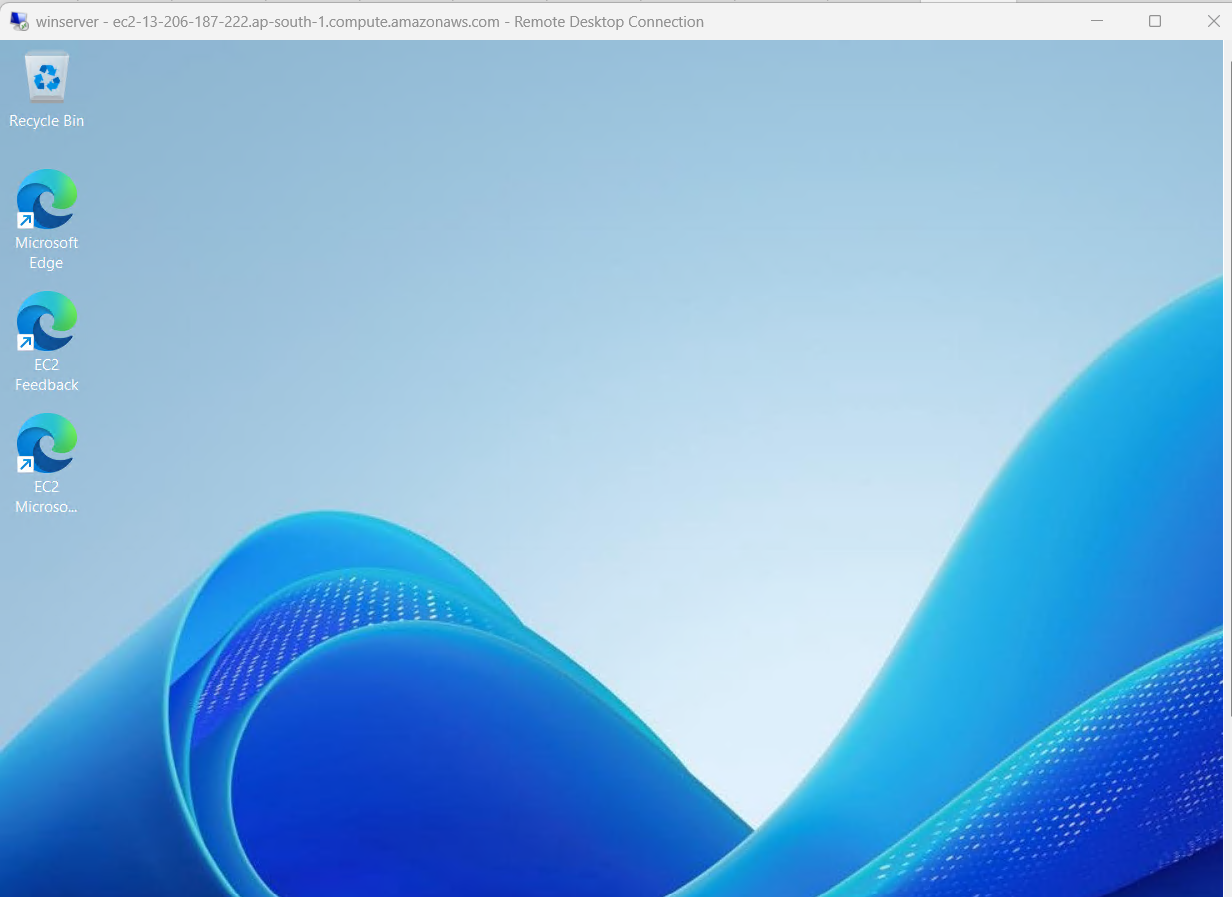 winserver - ec2-13-206-187-222.ap-south-1.compute.amazonaws.com - Remote Desktop Connection
Recycle Bin
Microsoft
Edge
EC2
Feedback
EC2
Microso...